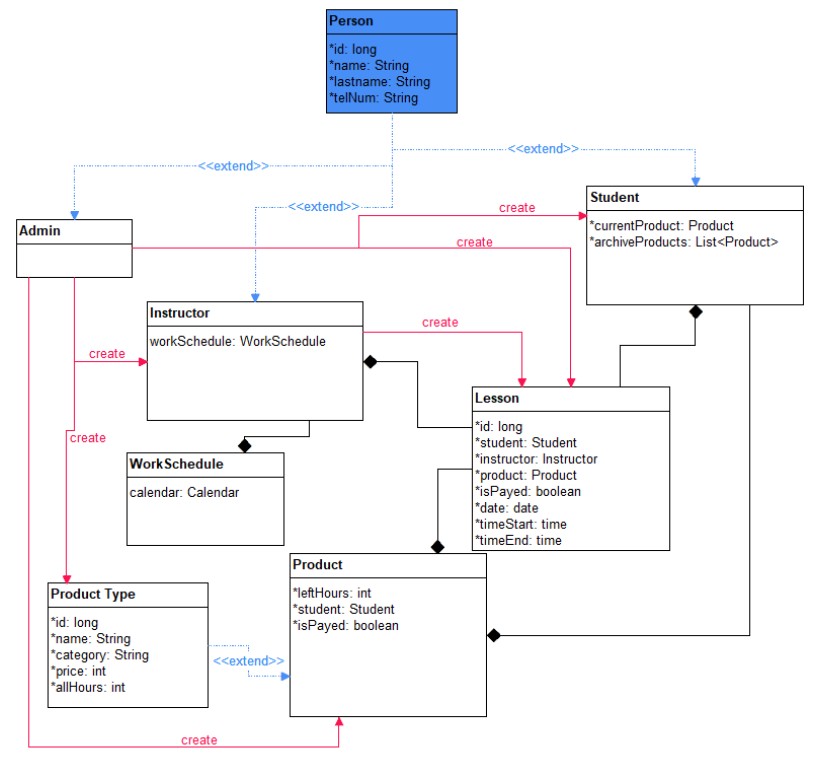 Person
*id: long
*name: String
*lastname: String
*telNum: String
<<extend>>
<<extend>>
<<extend>>
Student
*currentProduct: Product
*archiveProducts: List<Product>
create
Admin
create
Instructor
workSchedule: WorkSchedule
create
create
Lesson
*id: long
*student: Student
*instructor: Instructor
*product: Product
*isPayed: boolean
*date: date
*timeStart: time
*timeEnd: time
create
WorkSchedule
calendar: Calendar
Product
*leftHours: int
*student: Student
*isPayed: boolean
Product Type
*id: long
*name: String
*category: String
*price: int
*allHours: int
<<extend>>
create